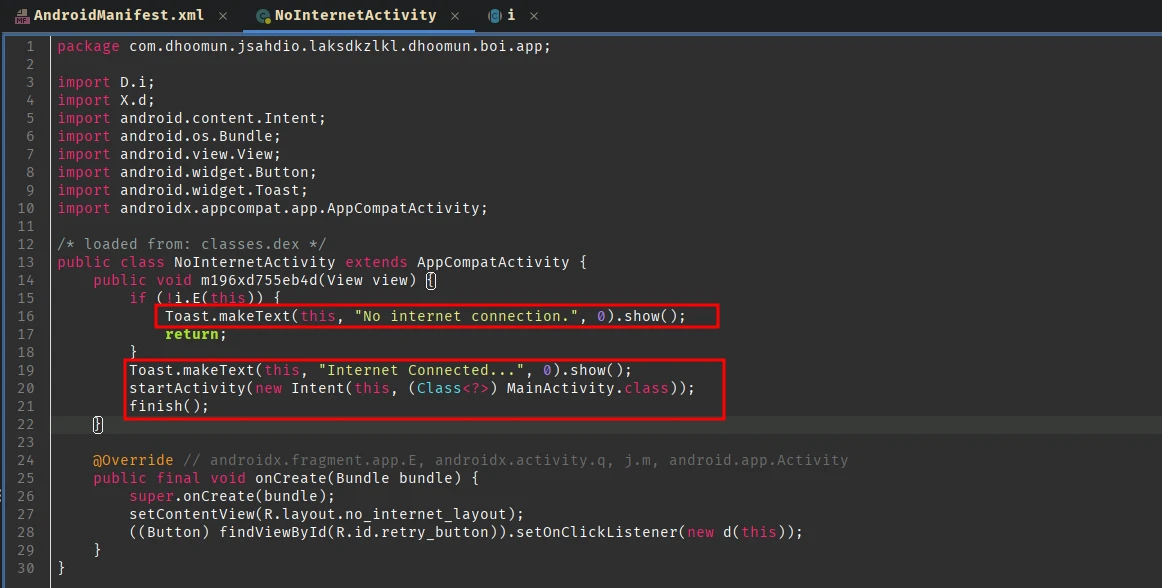 AndroidManifest.xml × NoInternetActivity × i ×
1 package com.dhoomun.jsahdio.laksdkzlkl.dhoomun.boi.app;
2
3 import D.i;
4 import X.d;
5 import android.content.Intent;
6 import android.os.Bundle;
7 import android.view.View;
8 import android.widget.Button;
9 import android.widget.Toast;
10 import androidx.appcompat.app.AppCompatActivity;
11
12 /* loaded from: classes.dex */
13 public class NoInternetActivity extends AppCompatActivity {
14     public void m196xd755eb4d(View view) {
15         if (!i.E(this)) {
16             Toast.makeText(this, "No internet connection.", 0).show();
17             return;
18         }
19         Toast.makeText(this, "Internet Connected...", 0).show();
20         startActivity(new Intent(this, (Class<?>) MainActivity.class));
21         finish();
22     }
23
24     @Override // androidx.fragment.app.E, androidx.activity.q, j.m, android.app.Activity
25     public final void onCreate(Bundle bundle) {
26         super.onCreate(bundle);
27         setContentView(R.layout.no_internet_layout);
28         ((Button) findViewById(R.id.retry_button)).setOnClickListener(new d(this));
29     }
30 }